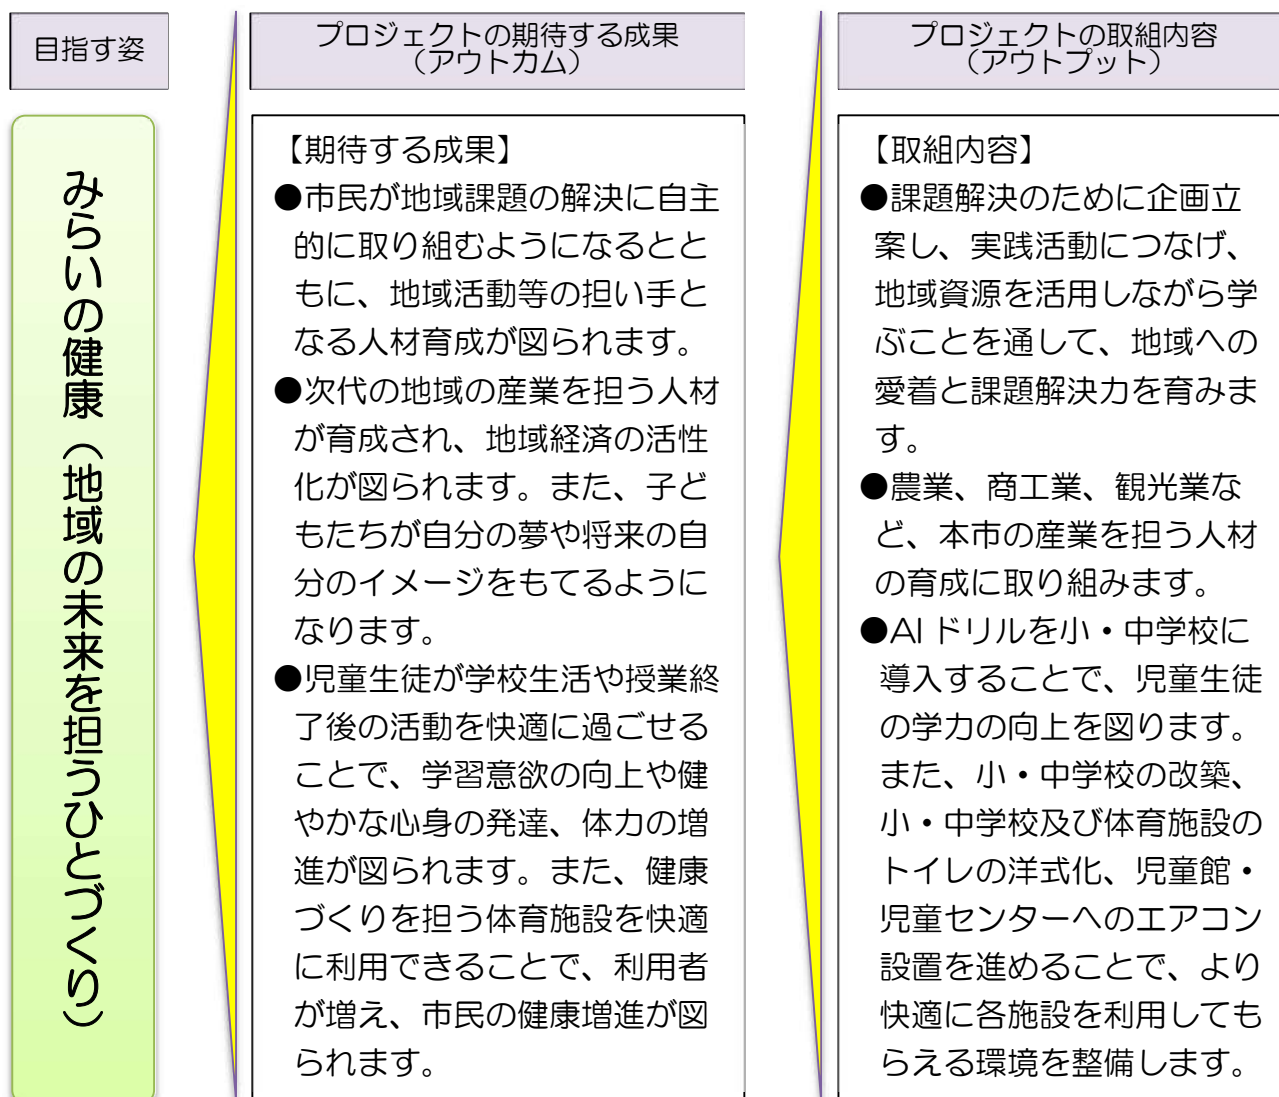 目指す姿
プロジェクトの期待する成果
（アウトカム）
プロジェクトの取組内容
（アウトプット）
みらいの健康（地域の未来を担うひとづくり）
【期待する成果】
●市民が地域課題の解決に自主
的に取り組むようになるとと
もに、地域活動等の担い手と
なる人材育成が図られます。
●次代の地域の産業を担う人材
が育成され、地域経済の活性
化が図られます。また、子ど
もたちが自分の夢や将来の自
分のイメージをもてるように
なります。
●児童生徒が学校生活や授業終
了後の活動を快適に過ごせる
ことで、学習意欲の向上や健
やかな心身の発達、体力の増
進が図られます。また、健康
づくりを担う体育施設を快適
に利用できることで、利用者
が増え、市民の健康増進が図
られます。
【取組内容】
●課題解決のために企画立
案し、実践活動につなげ、
地域資源を活用しながら学
ぶことを通して、地域への
愛着と課題解決力を育みま
す。
●農業、商工業、観光業な
ど、本市の産業を担う人材
の育成に取り組みます。
●AI ドリルを小・中学校に
導入することで、児童生徒
の学力の向上を図ります。
また、小・中学校の改築、
小・中学校及び体育施設の
トイレの洋式化、児童館・
児童センターへのエアコン
設置を進めることで、より
快適に各施設を利用しても
らえる環境を整備します。